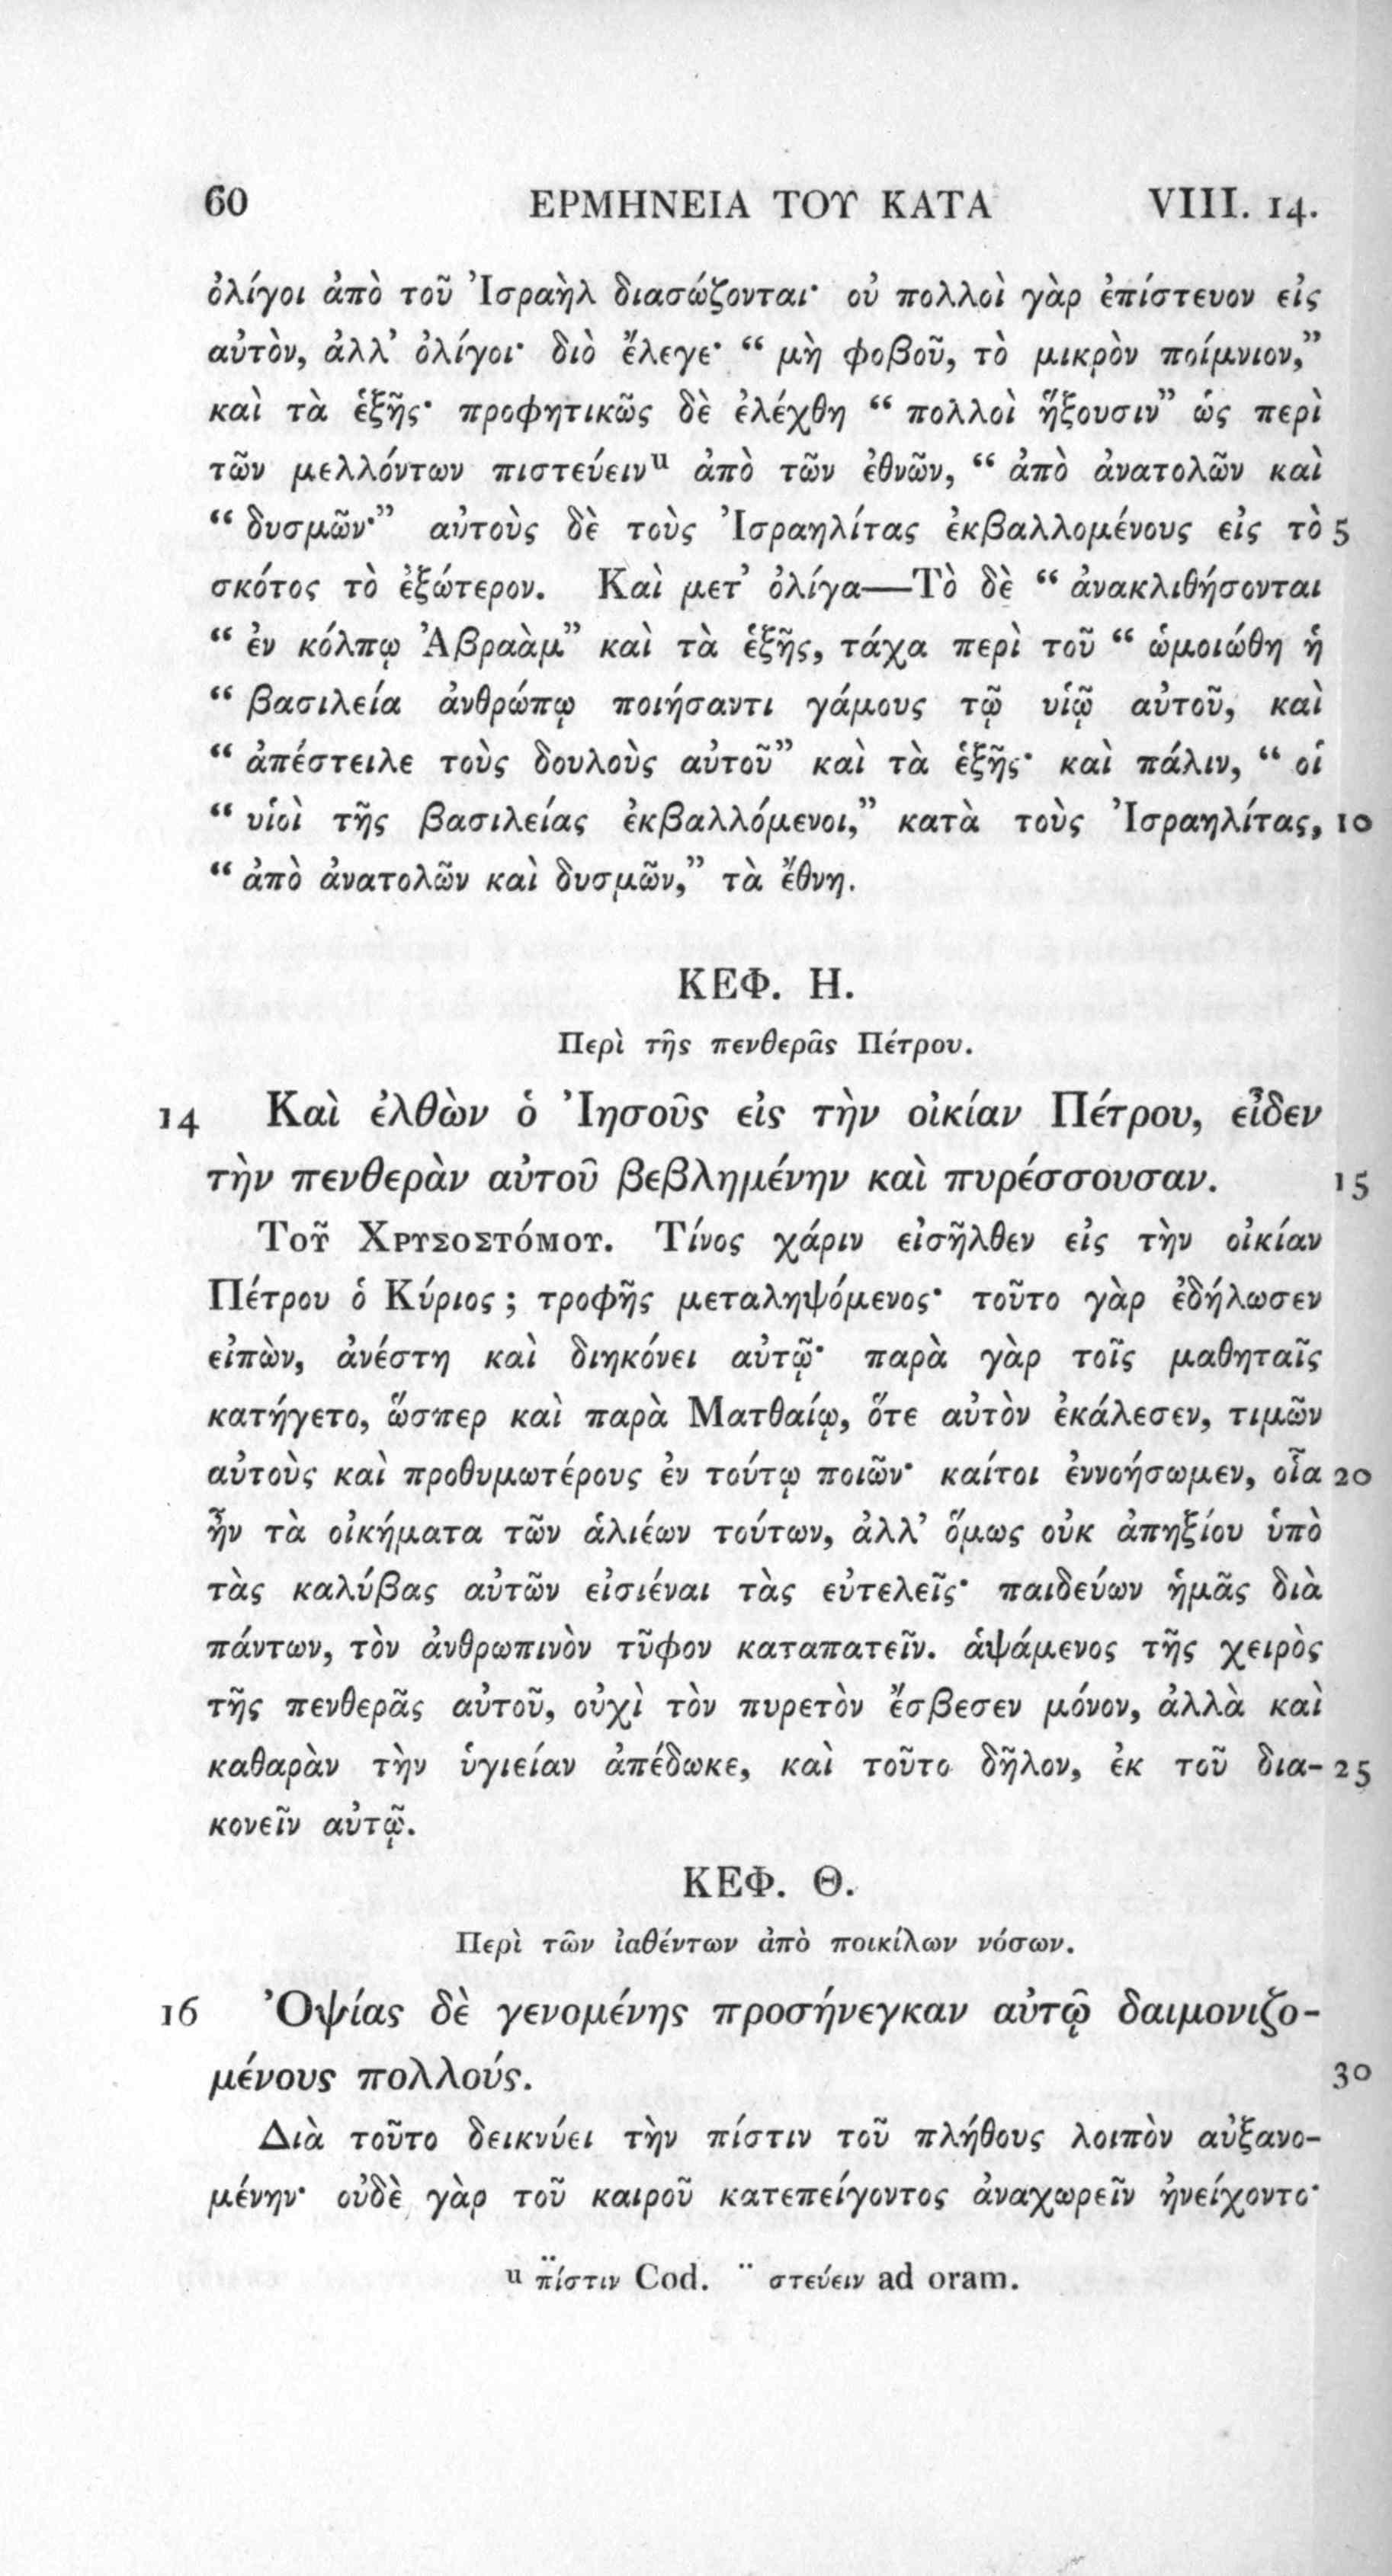 60 ΕΡΜΗΝΕΙΑ ΤΟΥ ΚΑΤΑ VIII. 14.
ὀλίγοι ἀπὸ τοῦ Ἰσραὴλ διασώζονται· οὐ πολλοὶ γὰρ ἐπίστευον εἰς
αὐτὸν, ἀλλ’ ὀλίγοι· διὸ ἔλεγε· “ μὴ φοβοῦ, τὸ μικρὸν ποίμνιον,”
καὶ τὰ ἑξῆς· προφητικῶς δὲ ἐλέχθη “ πολλοὶ ἥξουσιν” ὡς περὶ
τῶν μελλόντων πιστεύειν<sup>u</sup> ἀπὸ τῶν ἐθνῶν, “ ἀπὸ ἀνατολῶν καὶ
“ δυσμῶν·” αὐτοὺς δὲ τοὺς Ἰσραηλίτας ἐκβαλλομένους εἰς τὸ 5
σκότος τὸ ἐξώτερον. Καὶ μετ’ ὀλίγα—Τὸ δὲ “ ἀνακλιθήσονται
“ ἐν κόλπῳ Ἀβραὰμ” καὶ τὰ ἑξῆς, τάχα περὶ τοῦ “ ὡμοιώθη ἡ
“ βασιλεία ἀνθρώπῳ ποιήσαντι γάμους τῷ υἱῷ αὐτοῦ, καὶ
“ ἀπέστειλε τοὺς δουλοὺς αὐτοῦ” καὶ τὰ ἑξῆς· καὶ πάλιν, “ οἱ
“ υἱοὶ τῆς βασιλείας ἐκβαλλόμενοι,” κατὰ τοὺς Ἰσραηλίτας, 10
“ ἀπὸ ἀνατολῶν καὶ δυσμῶν,” τὰ ἔθνη.
ΚΕΦ. Η.
Περὶ τῆς πενθερᾶς Πέτρου.
14 Καὶ ἐλθὼν ὁ Ἰησοῦς εἰς τὴν οἰκίαν Πέτρου, εἶδεν
τὴν πενθερὰν αὐτοῦ βεβλημένην καὶ πυρέσσουσαν. 15
Τοῦ Χρυσοστόμου. Τίνος χάριν εἰσῆλθεν εἰς τὴν οἰκίαν
Πέτρου ὁ Κύριος ; τροφῆς μεταληψόμενος· τοῦτο γὰρ ἐδήλωσεν
εἰπὼν, ἀνέστη καὶ διηκόνει αὐτῷ· παρὰ γὰρ τοῖς μαθηταῖς
κατήγετο, ὥσπερ καὶ παρὰ Ματθαίῳ, ὅτε αὐτὸν ἐκάλεσεν, τιμῶν
αὐτοὺς καὶ προθυμωτέρους ἐν τούτῳ ποιῶν· καίτοι ἐννοήσωμεν, οἷα 20
ἦν τὰ οἰκήματα τῶν ἁλιέων τούτων, ἀλλ’ ὅμως οὐκ ἀπηξίου ὑπὸ
τὰς καλύβας αὐτῶν εἰσιέναι τὰς εὐτελεῖς· παιδεύων ἡμᾶς διὰ
πάντων, τὸν ἀνθρωπινὸν τῦφον καταπατεῖν. ἁψάμενος τῆς χειρὸς
τῆς πενθερᾶς αὐτοῦ, οὐχὶ τὸν πυρετὸν ἔσβεσεν μόνον, ἀλλὰ καὶ
καθαρὰν τὴν ὑγιείαν ἀπέδωκε, καὶ τοῦτο δῆλον, ἐκ τοῦ δια- 25
κονεῖν αὐτῷ.
ΚΕΦ. Θ.
Περὶ τῶν ἰαθέντων ἀπὸ ποικίλων νόσων.
16 Ὀψίας δὲ γενομένης προσήνεγκαν αὐτῷ δαιμονιζο-
μένους πολλούς. 30
Διὰ τοῦτο δεικνύει τὴν πίστιν τοῦ πλήθους λοιπὸν αὐξανο-
μένην· οὐδὲ γὰρ τοῦ καιροῦ κατεπείγοντος ἀναχωρεῖν ἠνείχοντο·
<sup>u</sup> π̈ίστιν Cod. ¨ στεύειν ad oram.